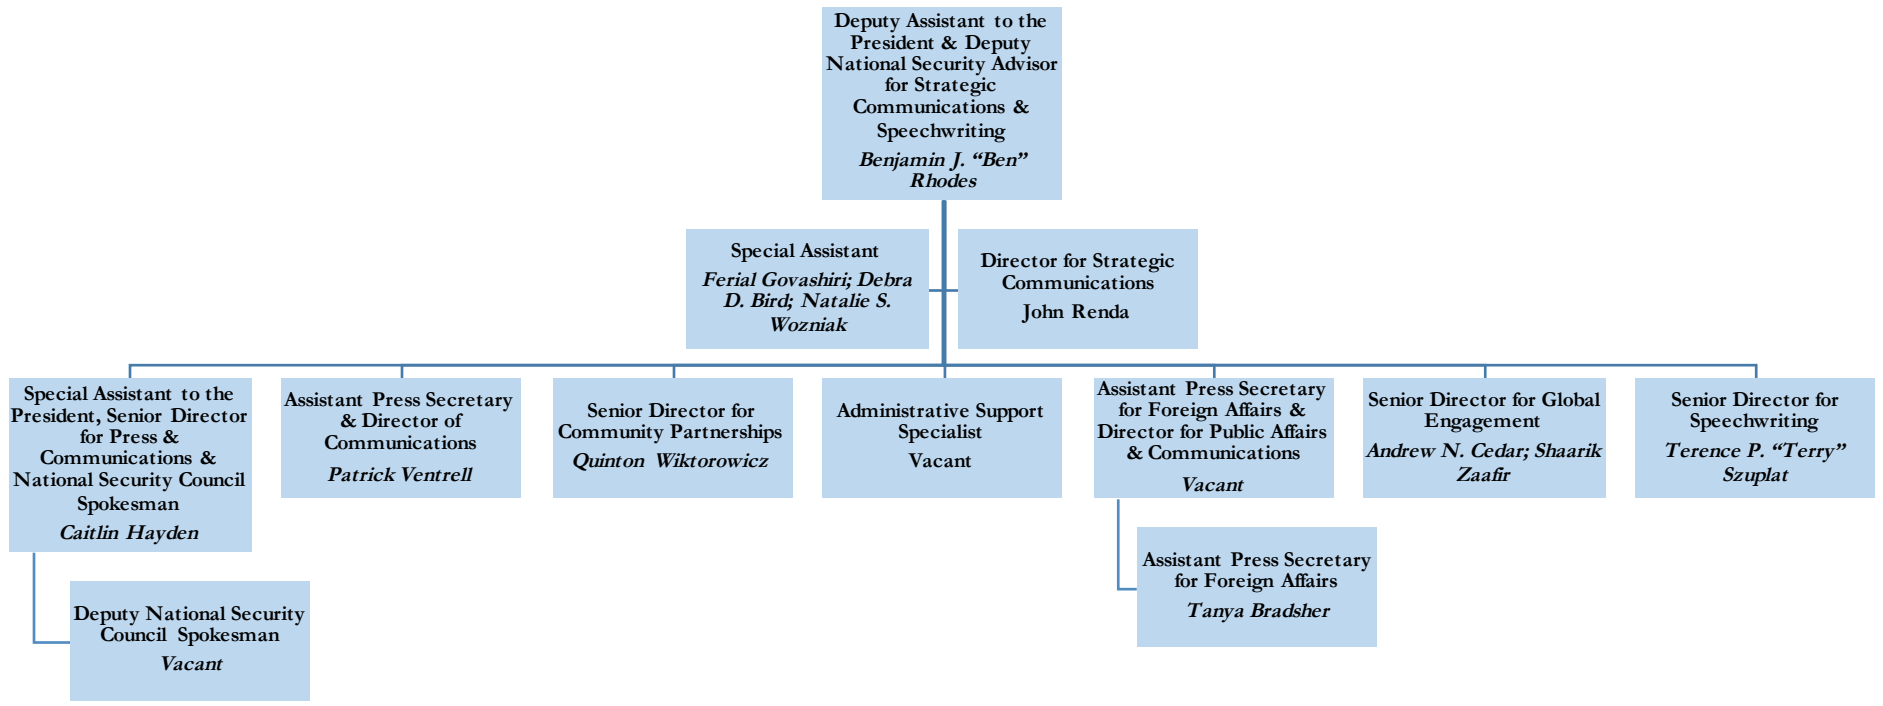 Deputy Assistant to the
President & Deputy
National Security Advisor
for Strategic
Communications &
Speechwriting
Benjamin J. “Ben”
Rhodes
Special Assistant
Ferial Govashiri; Debra
D. Bird; Natalie S.
Wozniak
Director for Strategic
Communications
John Renda
Special Assistant to the
President, Senior Director
for Press &
Communications &
National Security Council
Spokesman
Caitlin Hayden
Assistant Press Secretary
& Director of
Communications
Patrick Ventrell
Senior Director for
Community Partnerships
Quinton Wiktorowicz
Administrative Support
Specialist
Vacant
Assistant Press Secretary
for Foreign Affairs &
Director for Public Affairs
& Communications
Vacant
Senior Director for Global
Engagement
Andrew N. Cedar; Shaarik
Zaafir
Senior Director for
Speechwriting
Terence P. “Terry”
Szuplat
Deputy National Security
Council Spokesman
Vacant
Assistant Press Secretary
for Foreign Affairs
Tanya Bradsher